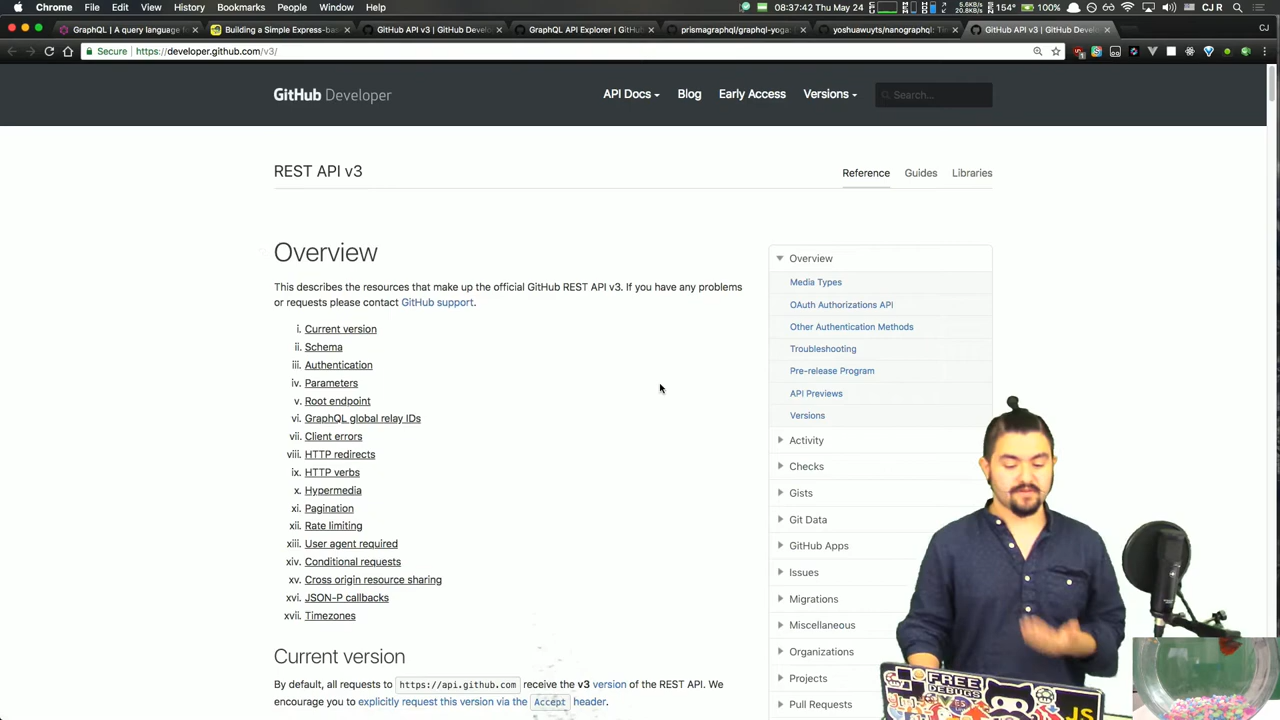 Chrome File Edit View History Bookmarks People Window Help 08:37:42 Thu May 24 100% CJ R
GraphQL | A query language f Building a Simple Express-bas GitHub API v3 | GitHub Devel GraphQL API Explorer | GitHub prismagraphql/graphql-yoga: yoshuawuyts/nanographql: Tin GitHub API v3 | GitHub Devel CJ
Secure https://developer.github.com/v3/
GitHub Developer API Docs Blog Early Access Versions Search...
REST API v3 Reference Guides Libraries
Overview
This describes the resources that make up the official GitHub REST API v3. If you have any problems
or requests please contact GitHub support.
i. Current version
ii. Schema
iii. Authentication
iv. Parameters
v. Root endpoint
vi. GraphQL global relay IDs
vii. Client errors
viii. HTTP redirects
ix. HTTP verbs
x. Hypermedia
xi. Pagination
xii. Rate limiting
xiii. User agent required
xiv. Conditional requests
xv. Cross origin resource sharing
xvi. JSON-P callbacks
xvii. Timezones
Current version
By default, all requests to https://api.github.com receive the v3 version of the REST API. We
encourage you to explicitly request this version via the Accept header.
Overview
Media Types
OAuth Authorizations API
Other Authentication Methods
Troubleshooting
Pre-release Program
API Previews
Versions
Activity
Checks
Gists
Git Data
GitHub Apps
Issues
Migrations
Miscellaneous
Organizations
Projects
Pull Requests
FREE
DEBUGS
JS